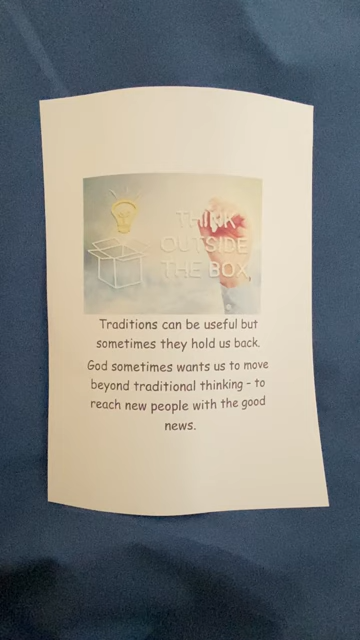 THINK
OUTSIDE
THE BOX
Traditions can be useful but
sometimes they hold us back.
God sometimes wants us to move
beyond traditional thinking - to
reach new people with the good
news.